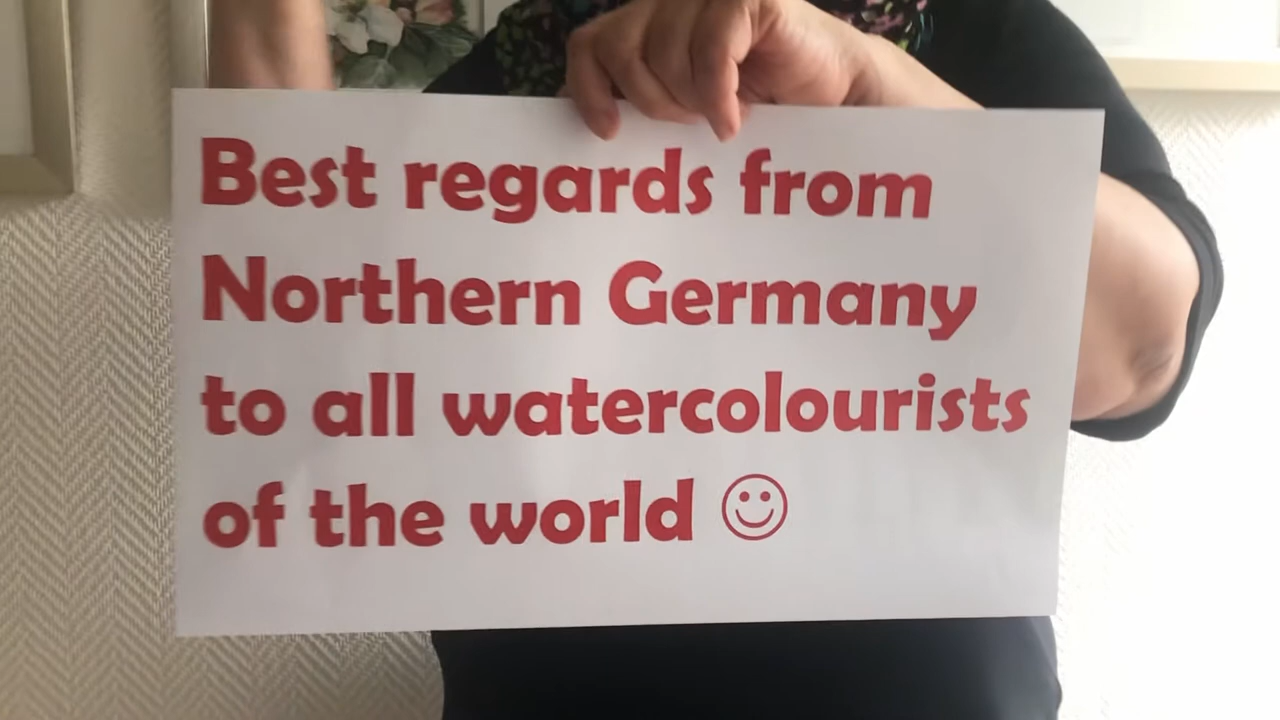 Best regards from
Northern Germany
to all watercolourists
of the world ☺